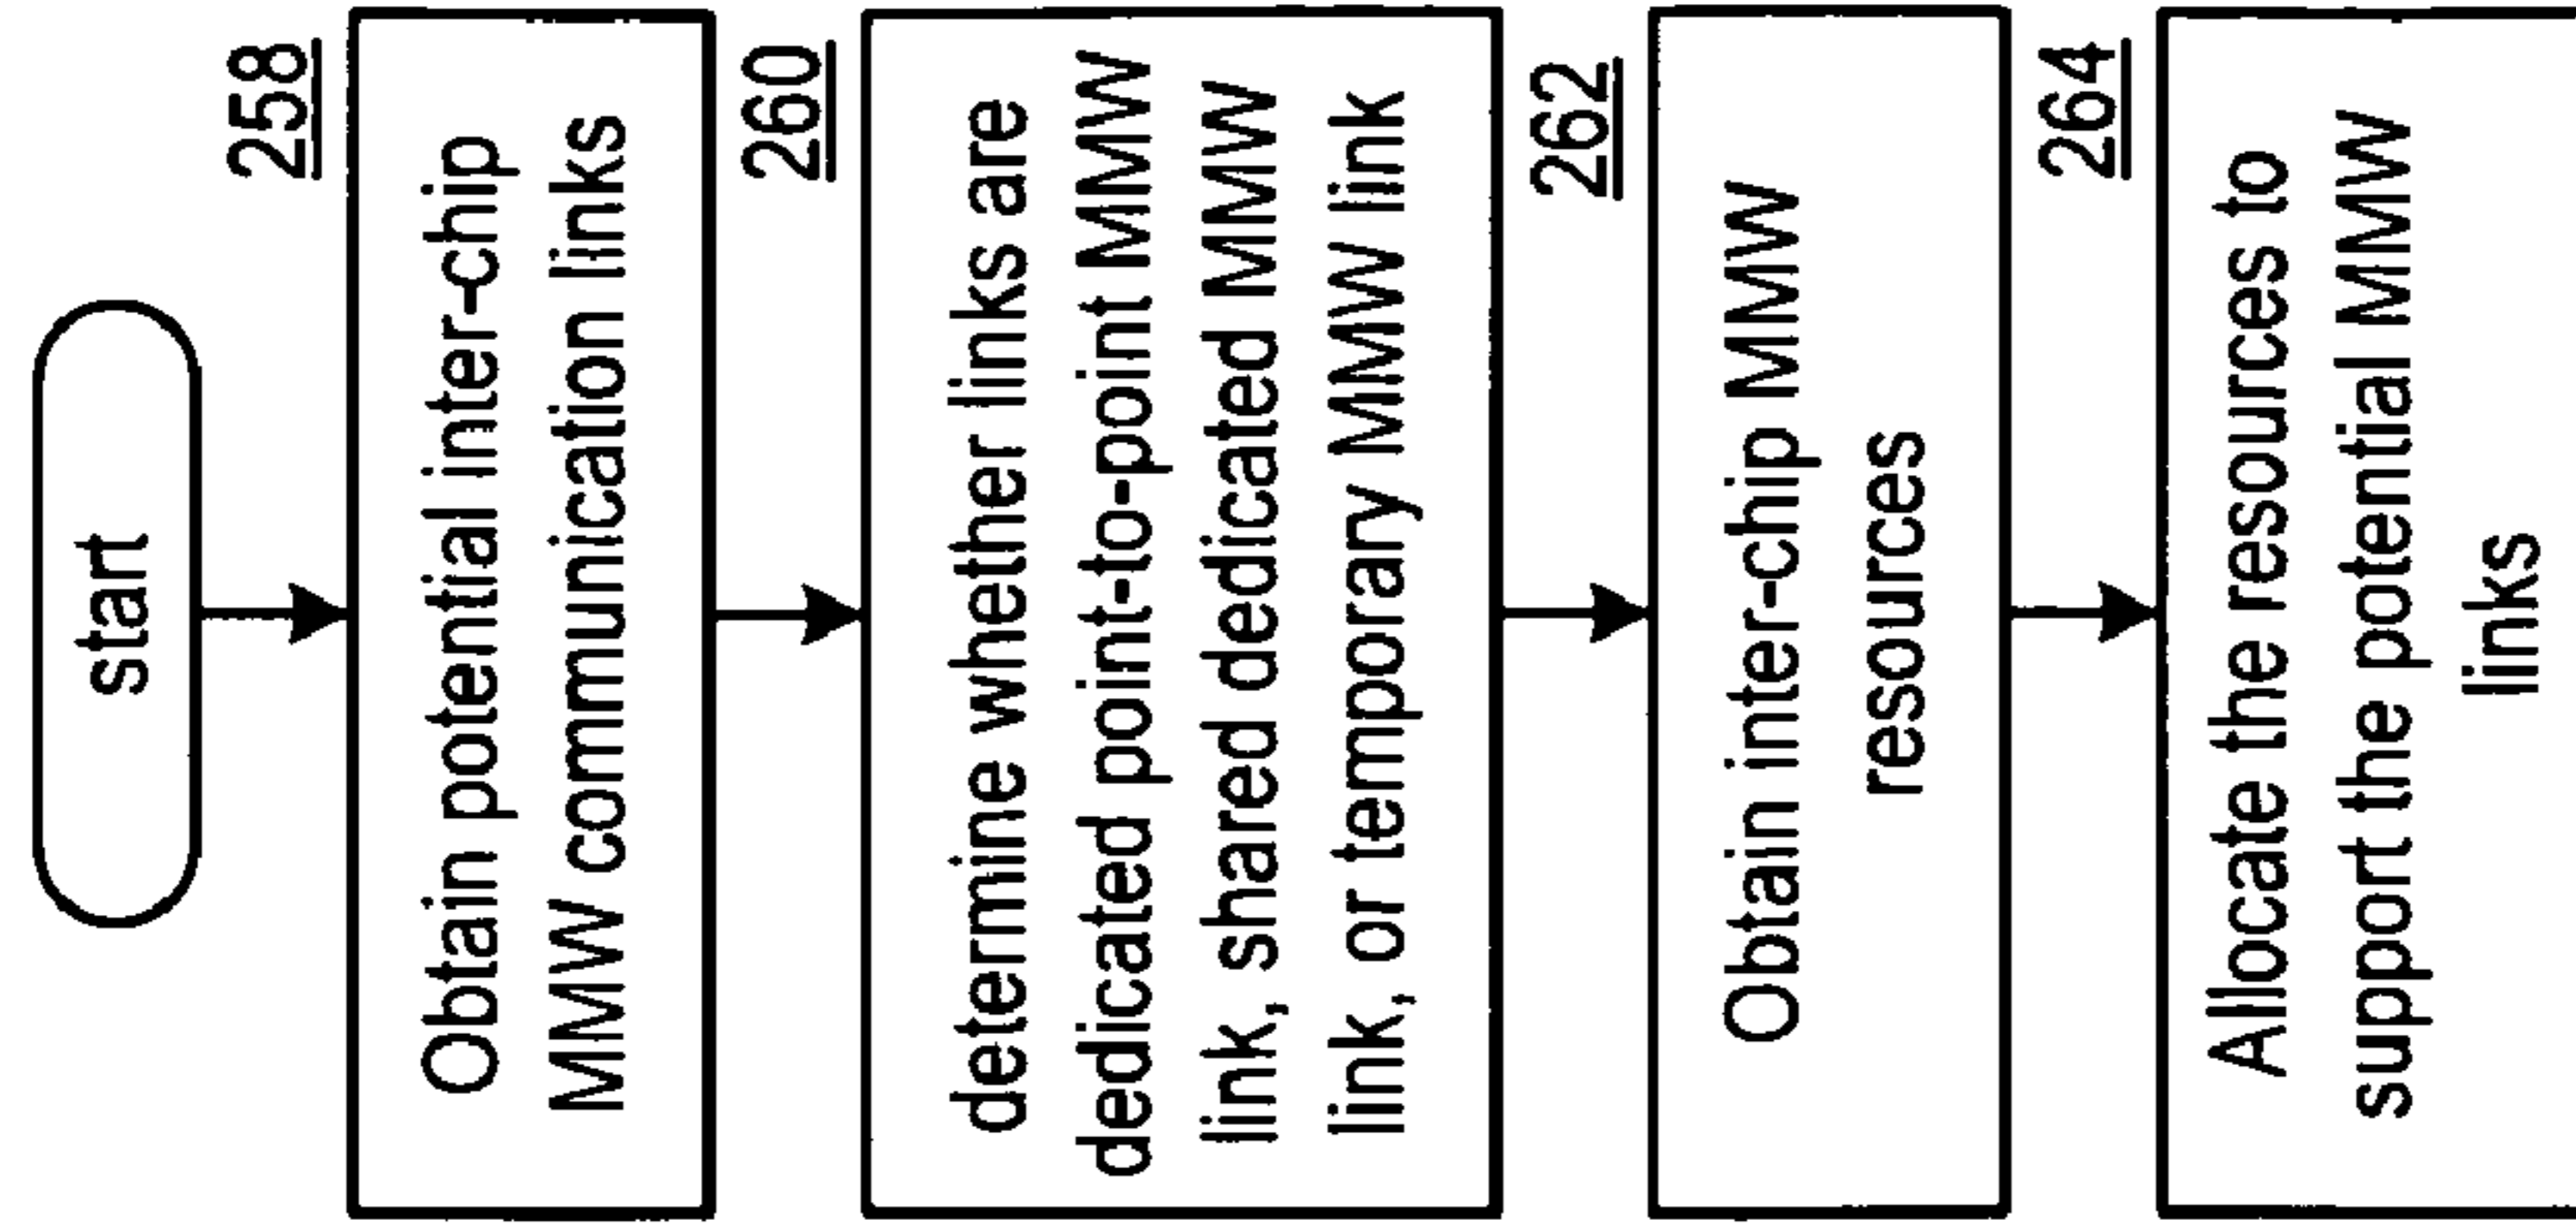 start
258
Obtain potential inter-chip
MMW communication links
260
determine whether links are
dedicated point-to-point MMW
link, shared dedicated MMW
link, or temporary MMW link
262
Obtain inter-chip MMW
resources
264
Allocate the resources to
support the potential MMW
links